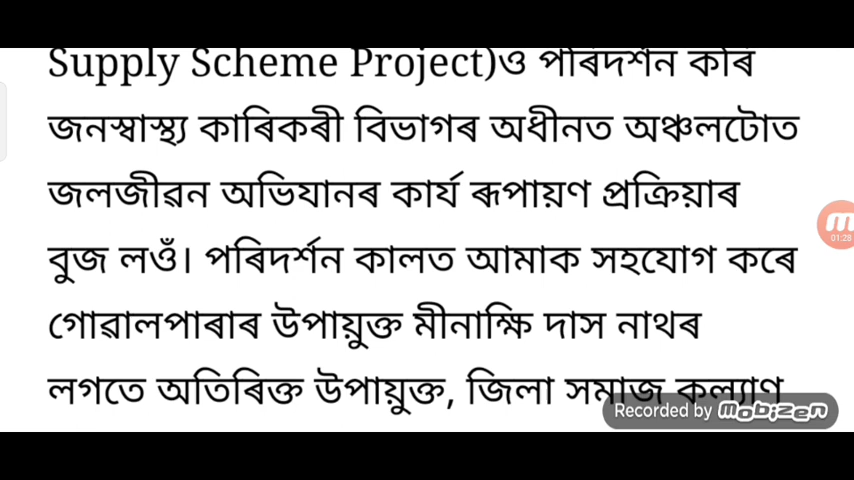 Supply Scheme Project)ও পৰিদৰ্শন কৰি
জনস্বাস্থ্য কাৰিকৰী বিভাগৰ অধীনত অঞ্চলটোত
জলজীৱন অভিযানৰ কাৰ্য ৰূপায়ণ প্ৰক্ৰিয়াৰ
বুজ লওঁ। পৰিদৰ্শন কালত আমাক সহযোগ কৰে
গোৱালপাৰাৰ উপায়ুক্ত মীনাক্ষি দাস নাথৰ
লগতে অতিৰিক্ত উপায়ুক্ত, জিলা সমাজ কল্যাণ
01:28
Recorded by mobizen